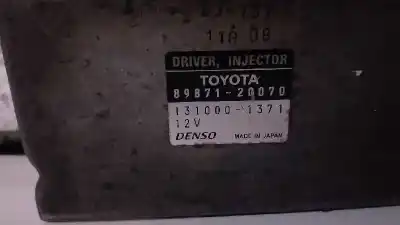 11A 08
DRIVER, INJECTOR
TOYOTA
89871-20070
131000-1371
12V
DENSO MADE IN JAPAN